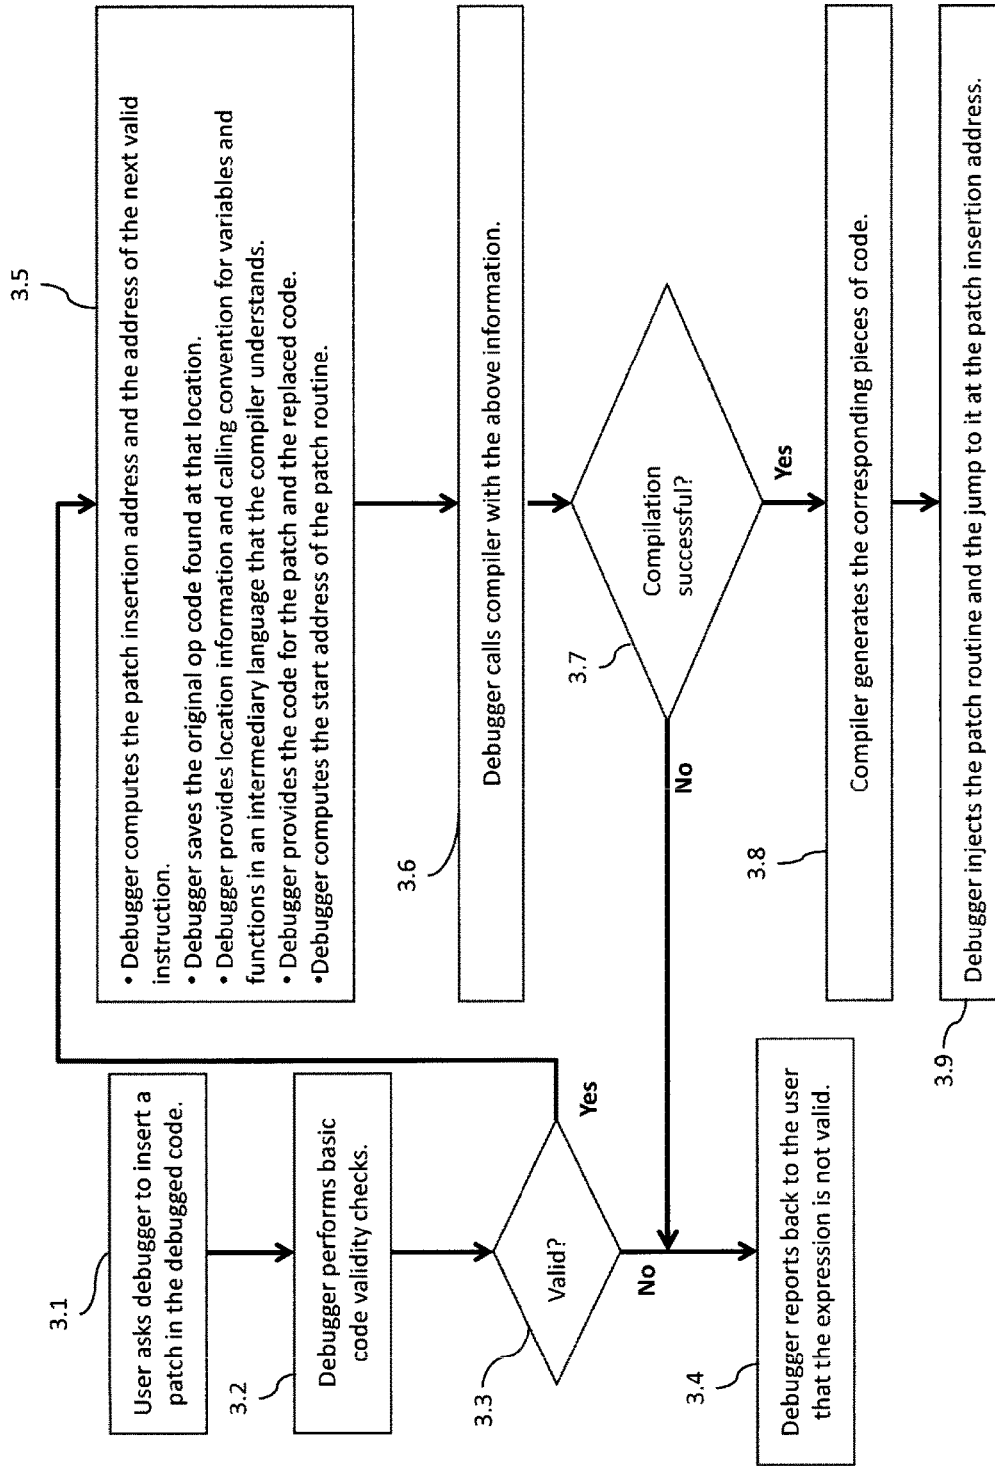 3.1
User asks debugger to insert a
patch in the debugged code.
3.2
Debugger performs basic
code validity checks.
3.3
Valid?
Yes
No
3.4
Debugger reports back to the user
that the expression is not valid.
3.5
• Debugger computes the patch insertion address and the address of the next valid
instruction.
• Debugger saves the original op code found at that location.
• Debugger provides location information and calling convention for variables and
functions in an intermediary language that the compiler understands.
• Debugger provides the code for the patch and the replaced code.
•Debugger computes the start address of the patch routine.
3.6
Debugger calls compiler with the above information.
3.7
Compilation
successful?
No
Yes
3.8
Compiler generates the corresponding pieces of code.
3.9
Debugger injects the patch routine and the jump to it at the patch insertion address.